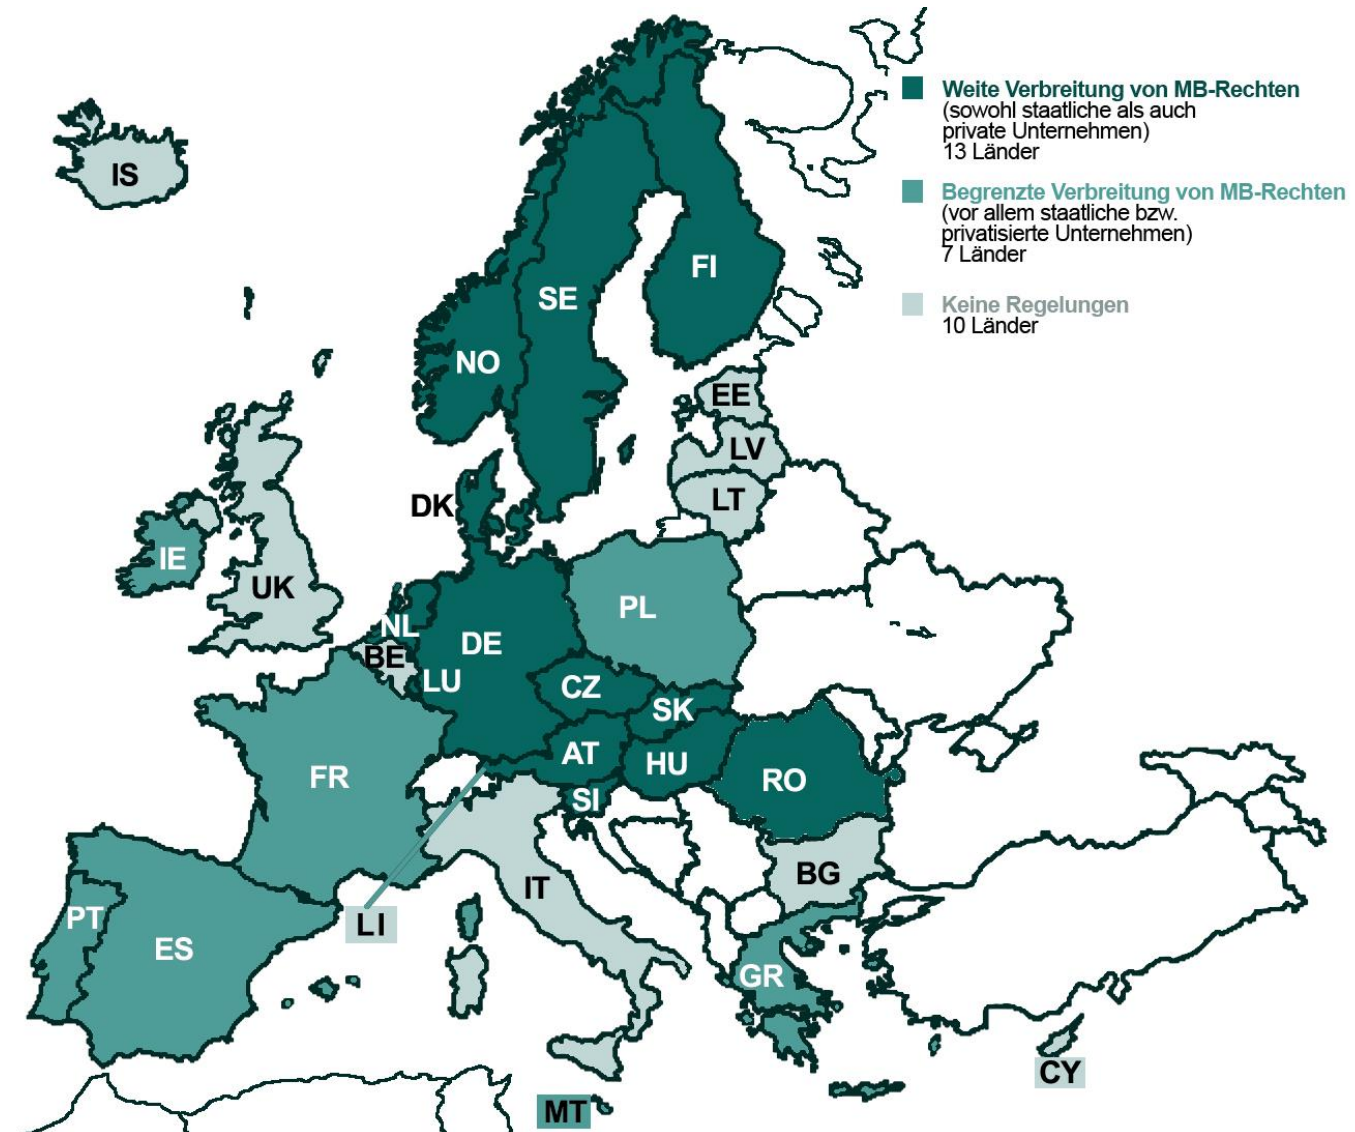 Weite Verbreitung von MB-Rechten
(sowohl staatliche als auch
private Unternehmen)
13 Länder
Begrenzte Verbreitung von MB-Rechten
(vor allem staatliche bzw.
privatisierte Unternehmen)
7 Länder
Keine Regelungen
10 Länder
IS
FI
SE
NO
EE
LV
LT
DK
IE
UK
PL
NL
DE
BE
LU
CZ
SK
AT
HU
FR
RO
SI
BG
IT
PT
LI
ES
GR
CY
MT